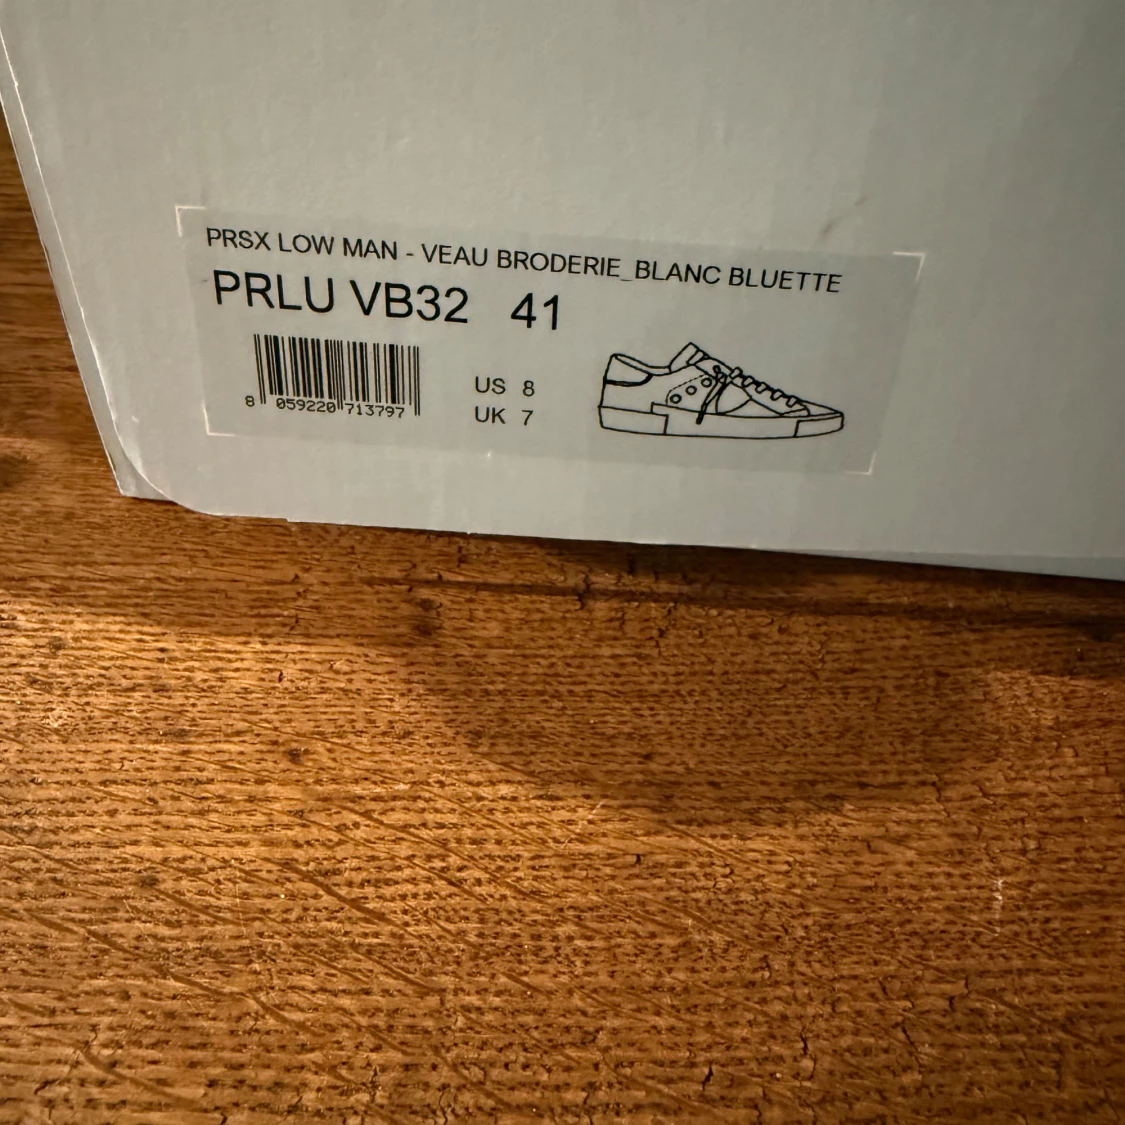 PRSX LOW MAN - VEAU BRODERIE_BLANC BLUETTE
PRLU VB32 41
8 059220 713797
US 8
UK 7